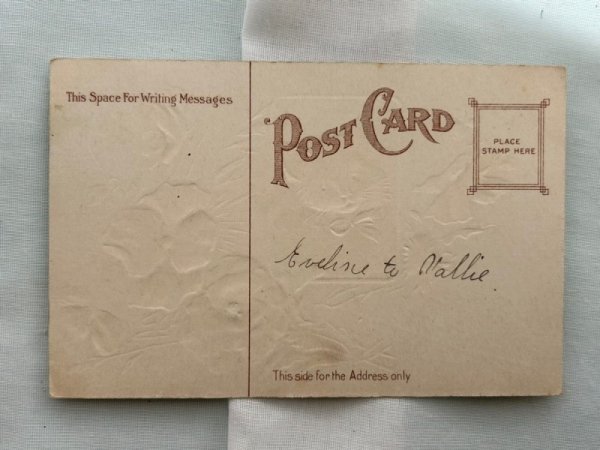 This Space For Writing Messages
POST CARD
PLACE
STAMP HERE
Eveline to Vallie.
This side for the Address only